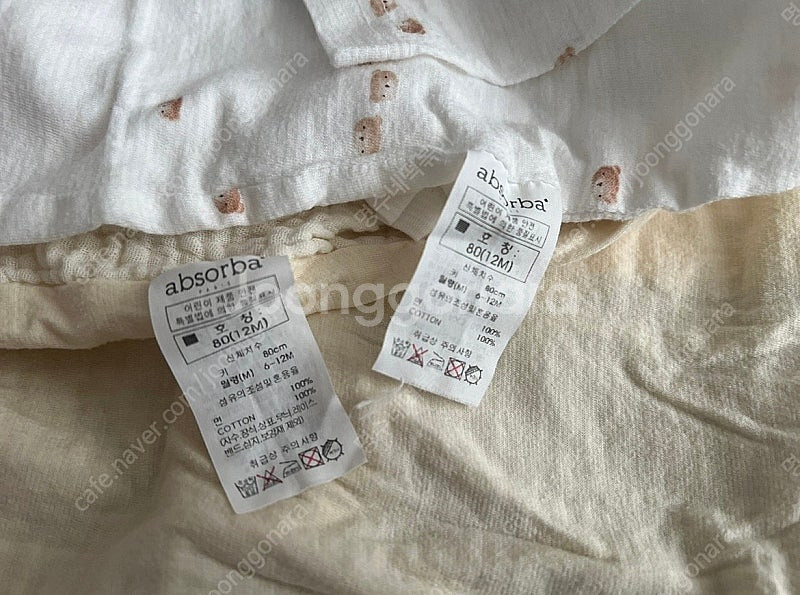 absorba
PARIS
어린이 제품 안전
특별법에 의한 품질표시
호칭:
80(12M)
신체치수
키 80cm
월령(M) 6-12M
섬유의조성및혼용율
면 100%
COTTON 100%
(자수,장식,상표,무늬,레이스
밴드,심지,보강재 제외)
취급상 주의사항
absorba
어린이 제품 안전
특별법에 의한 품질표시
호칭:
80(12M)
신체치수
키 80cm
월령(M) 6-12M
섬유의조성및혼용율
면 100%
COTTON 100%
취급상 주의사항
joonggonara
cafe.naver.com/joonggonara